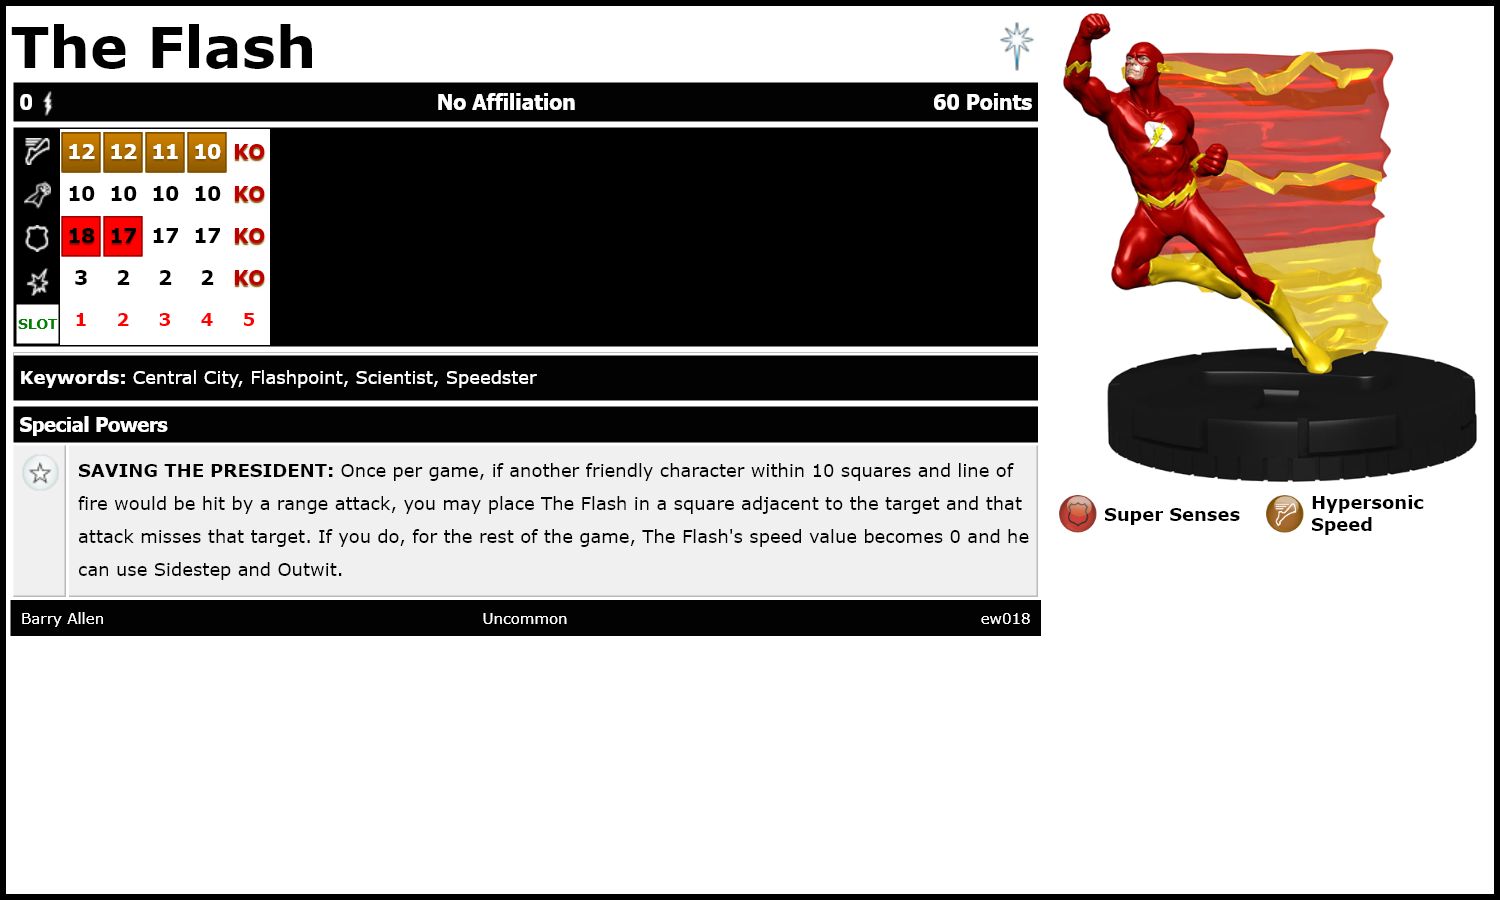 The Flash
0 No Affiliation 60 Points
12 12 11 10 KO
10 10 10 10 KO
18 17 17 17 KO
3 2 2 2 KO
SLOT 1 2 3 4 5
Keywords: Central City, Flashpoint, Scientist, Speedster
Special Powers
SAVING THE PRESIDENT: Once per game, if another friendly character within 10 squares and line of
fire would be hit by a range attack, you may place The Flash in a square adjacent to the target and that
attack misses that target. If you do, for the rest of the game, The Flash's speed value becomes 0 and he
can use Sidestep and Outwit.
Barry Allen Uncommon ew018
Super Senses
Hypersonic
Speed